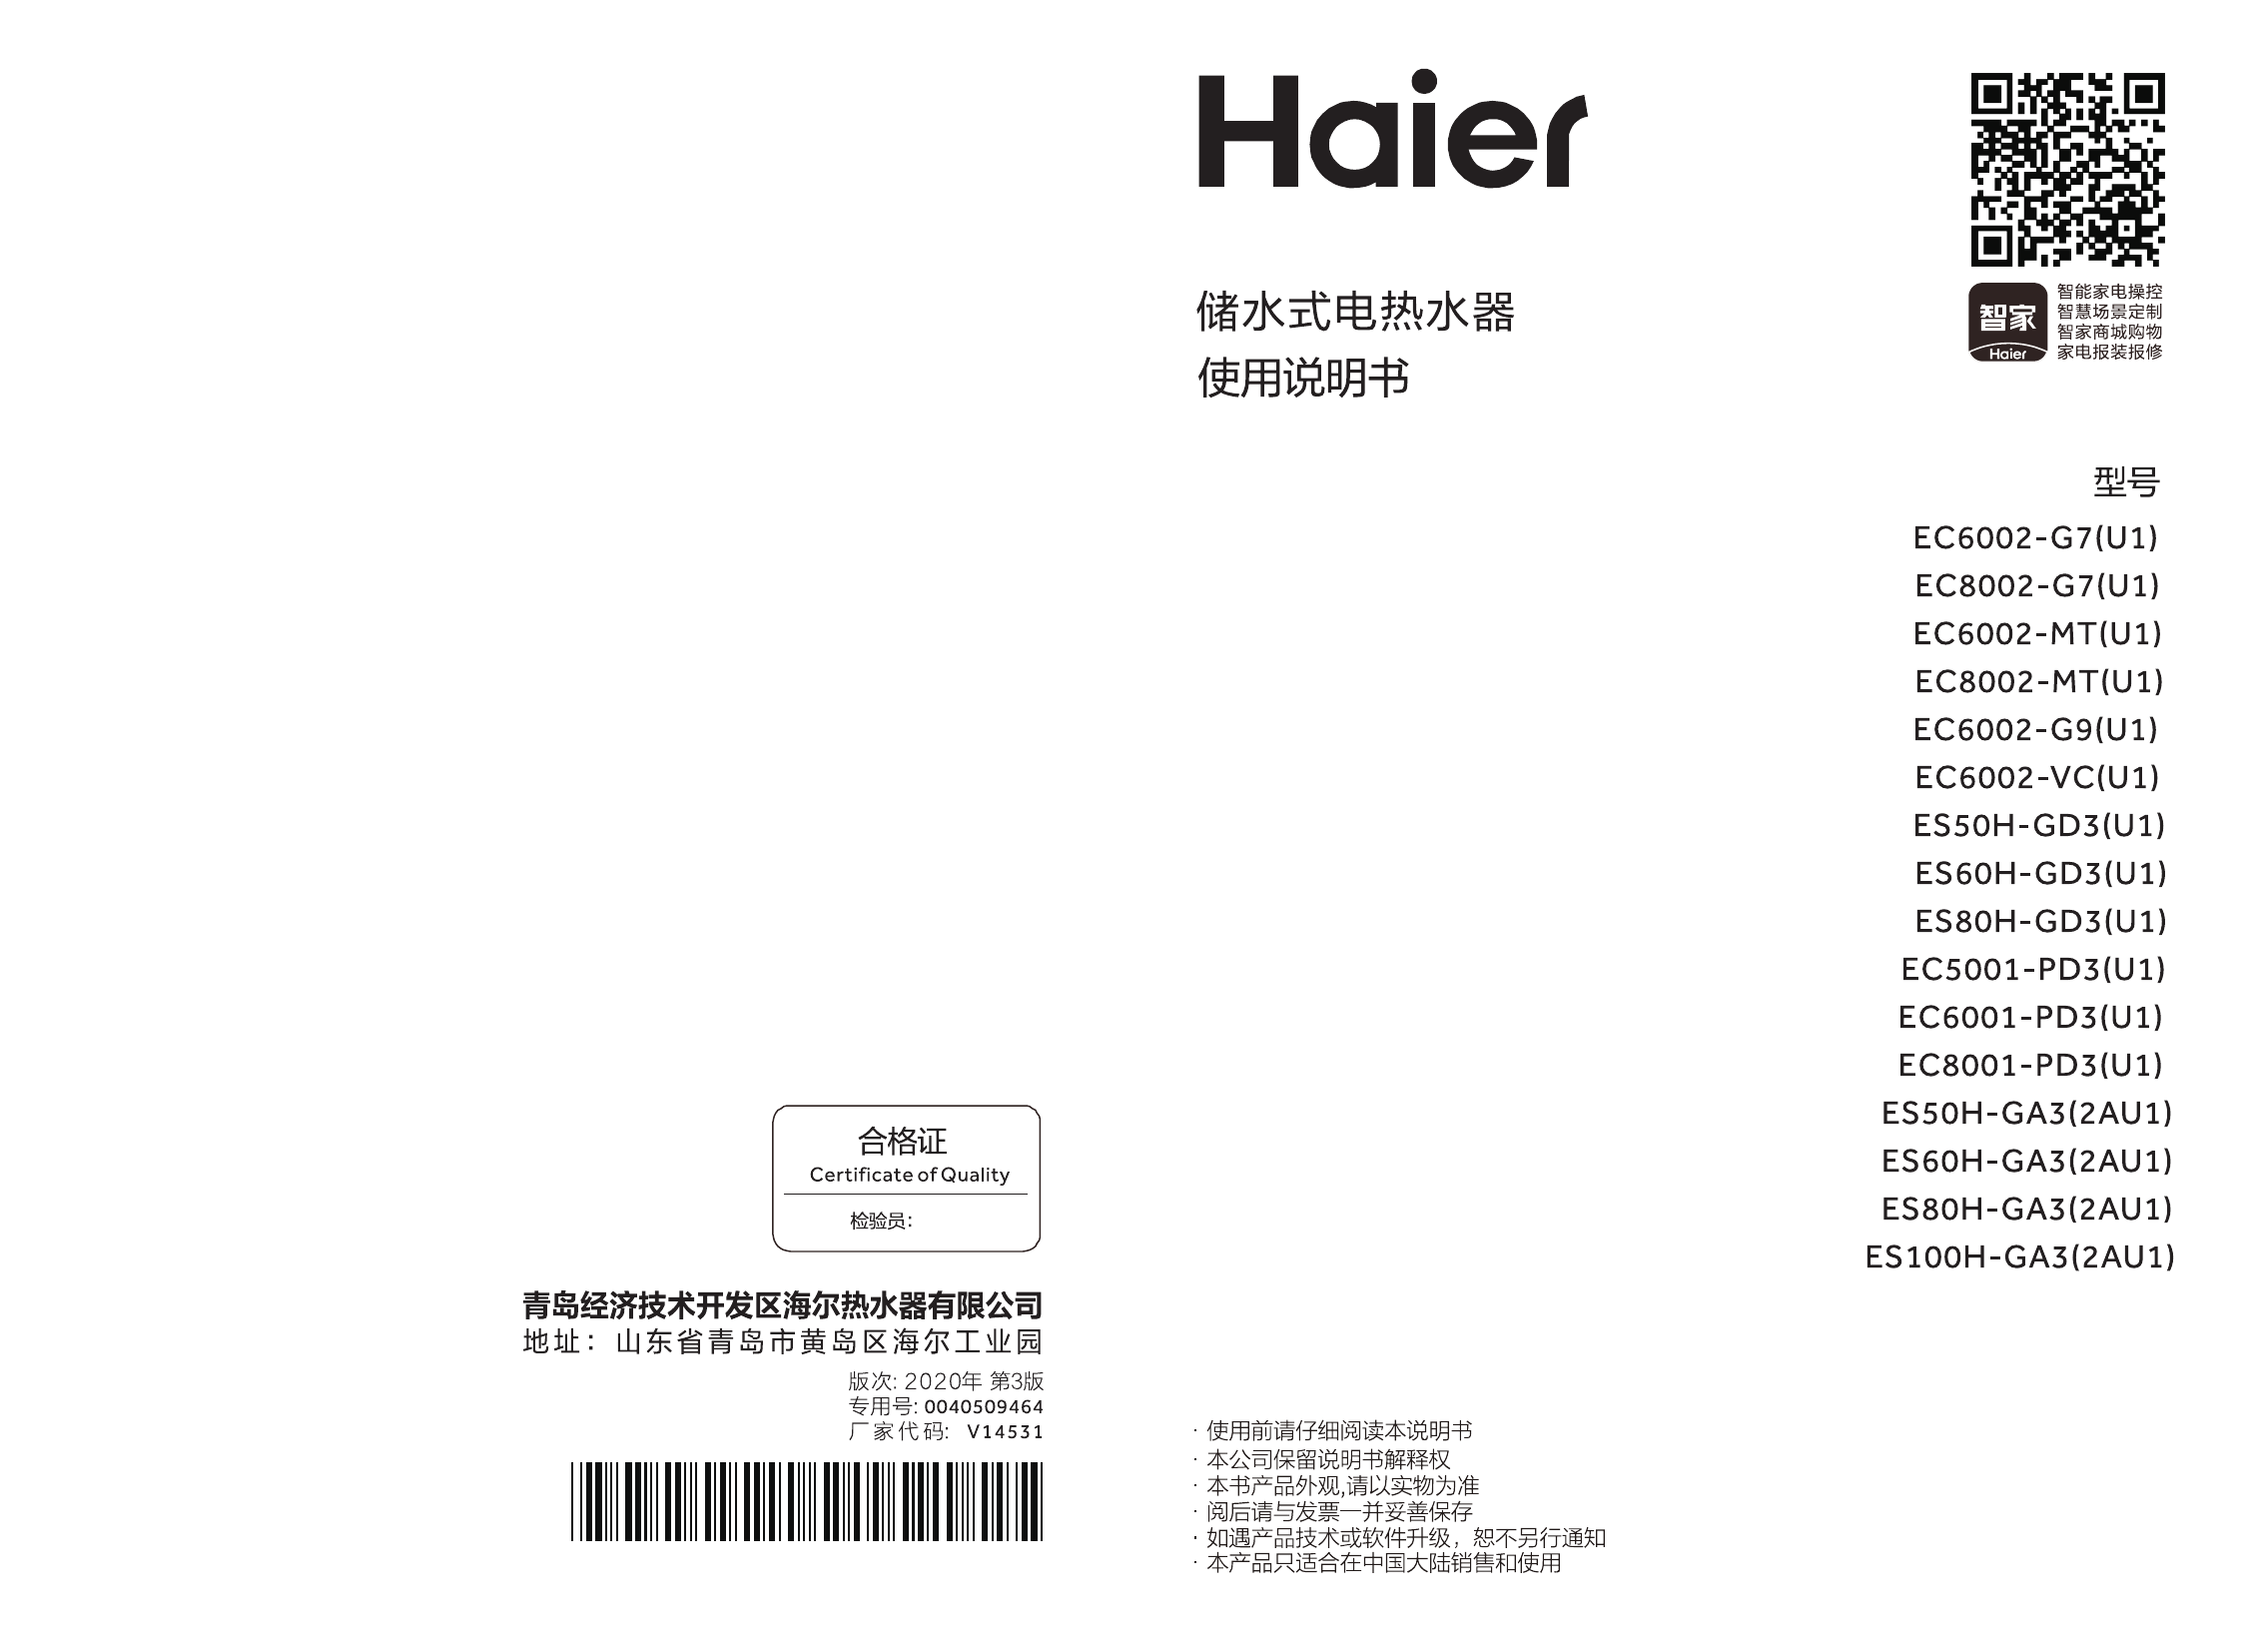 Haier
储水式电热水器
使用说明书
智家
Haier
智能家电操控
智慧场景定制
智家商城购物
家电报装报修
型号
EC6002-G7(U1)
EC8002-G7(U1)
EC6002-MT(U1)
EC8002-MT(U1)
EC6002-G9(U1)
EC6002-VC(U1)
ES50H-GD3(U1)
ES60H-GD3(U1)
ES80H-GD3(U1)
EC5001-PD3(U1)
EC6001-PD3(U1)
EC8001-PD3(U1)
ES50H-GA3(2AU1)
ES60H-GA3(2AU1)
ES80H-GA3(2AU1)
ES100H-GA3(2AU1)
合格证
Certificate of Quality
检验员:
青岛经济技术开发区海尔热水器有限公司
地址：山东省青岛市黄岛区海尔工业园
版次: 2020年 第3版
专用号: 0040509464
厂家代码: V14531
· 使用前请仔细阅读本说明书
· 本公司保留说明书解释权
· 本书产品外观,请以实物为准
· 阅后请与发票一并妥善保存
· 如遇产品技术或软件升级，恕不另行通知
· 本产品只适合在中国大陆销售和使用